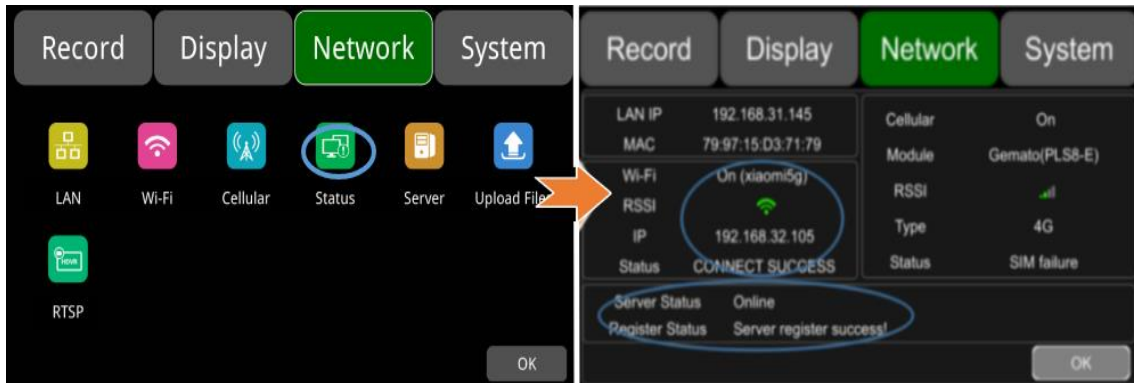 Record Display Network System
LAN Wi-Fi Cellular Status Server Upload Files
HDVR
RTSP
OK
Record Display Network System
LAN IP 192.168.31.145
MAC 79:97:15:D3:71:79
Wi-Fi On (xiaomi5g)
RSSI
IP 192.168.32.105
Status CONNECT SUCCESS
Cellular On
Module Gemato(PLS8-E)
RSSI
Type 4G
Status SIM failure
Server Status Online
Register Status Server register success!
OK